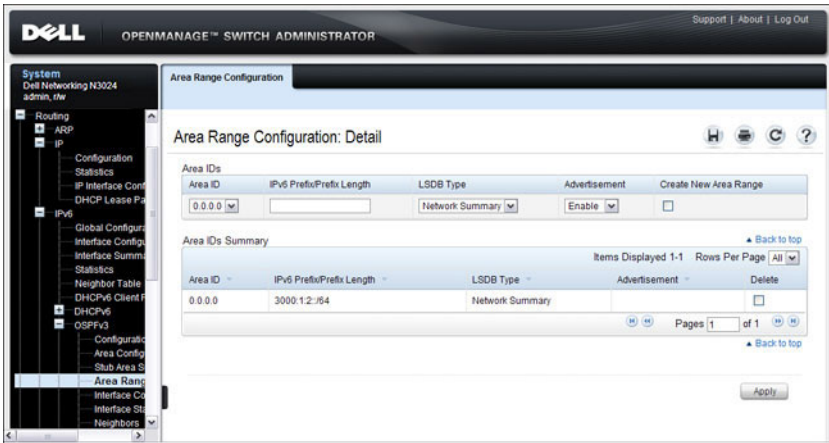 Support | About | Log Out
DELL
OPENMANAGE™ SWITCH ADMINISTRATOR
System
Dell Networking N3024
admin, r/w
Area Range Configuration
Routing
ARP
IP
Configuration
Statistics
IP Interface Conf
DHCP Lease Pa
IPv6
Global Configura
Interface Configu
Interface Summa
Statistics
Neighbor Table
DHCPv6 Client P
DHCPv6
OSPFv3
Configuratio
Area Config
Stub Area S
Area Rang
Interface Co
Interface Sta
Neighbors
Area Range Configuration: Detail
Area IDs
Area ID IPv6 Prefix/Prefix Length LSDB Type Advertisement Create New Area Range
0.0.0.0 Network Summary Enable
Area IDs Summary Back to top
Items Displayed 1-1 Rows Per Page All
Area ID IPv6 Prefix/Prefix Length LSDB Type Advertisement Delete
0.0.0.0 3000:1:2::/64 Network Summary
Pages 1 of 1
Back to top
Apply